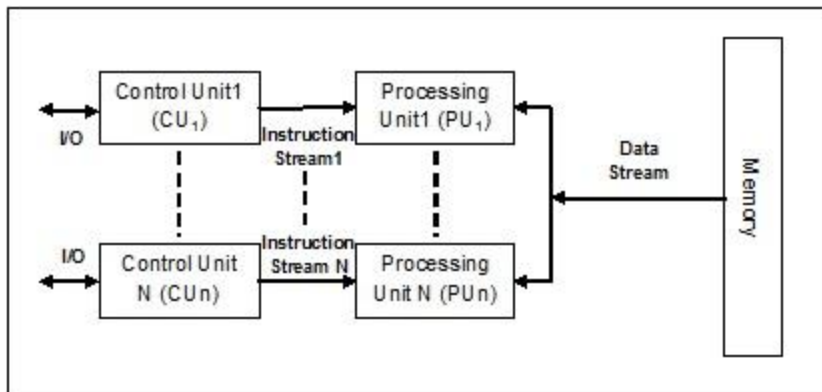 Control Unit1
(CU1)
Processing
Unit1 (PU1)
I/O
Instruction
Stream1
Data
Stream
Memory
I/O
Control Unit
N (CUn)
Instruction
Stream N
Processing
Unit N (PUn)